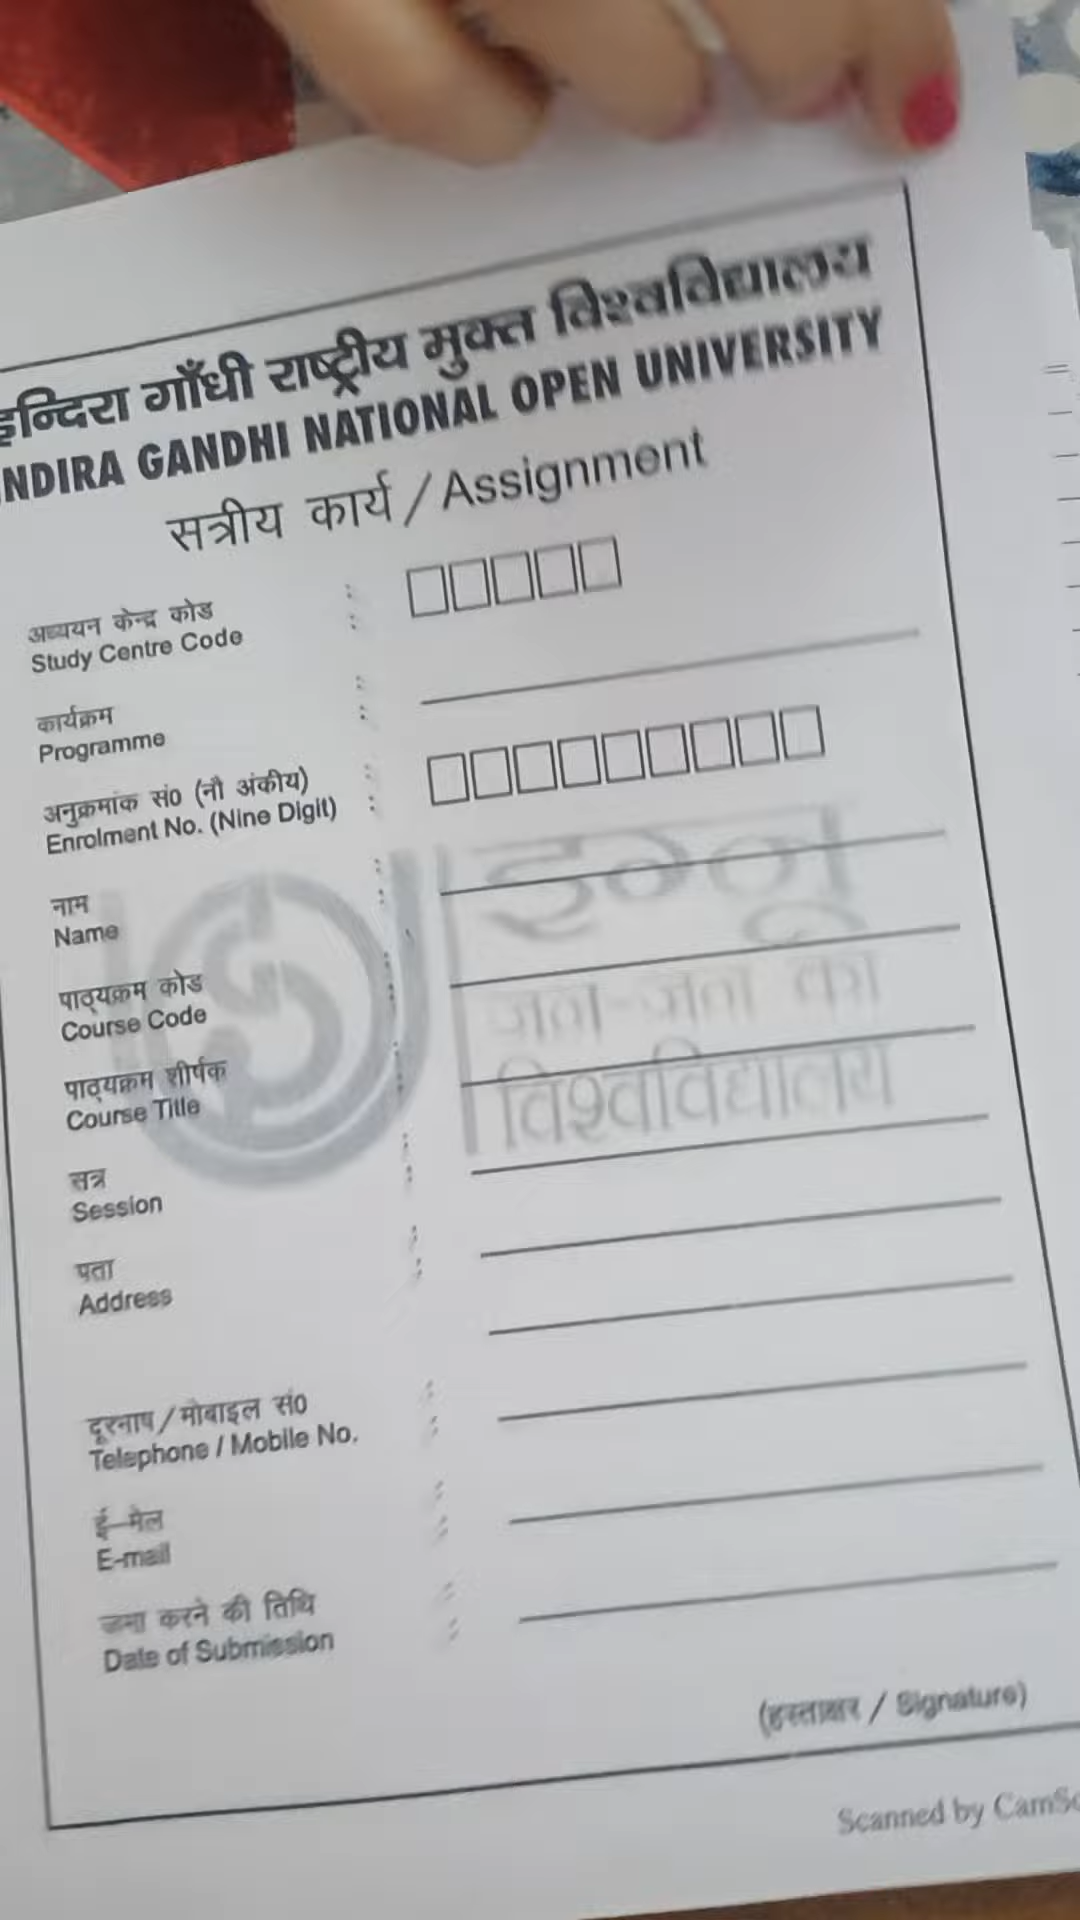 इन्दिरा गाँधी राष्ट्रीय मुक्त विश्वविद्यालय
NDIRA GANDHI NATIONAL OPEN UNIVERSITY
सत्रीय कार्य / Assignment
अध्ययन केन्द्र कोड :
Study Centre Code :
कार्यक्रम :
Programme :
अनुक्रमांक सं0 (नौ अंकीय) :
Enrolment No. (Nine Digit) :
इग्नू
नाम :
Name :
जन-जन का
पाठ्यक्रम कोड :
Course Code :
विश्वविद्यालय
पाठ्यक्रम शीर्षक :
Course Title :
सत्र :
Session :
पता :
Address :
दूरभाष / मोबाइल सं0 :
Telephone / Mobile No. :
ई-मेल :
E-mail :
जमा करने की तिथि :
Date of Submission :
(हस्ताक्षर / Signature)
Scanned by CamSc